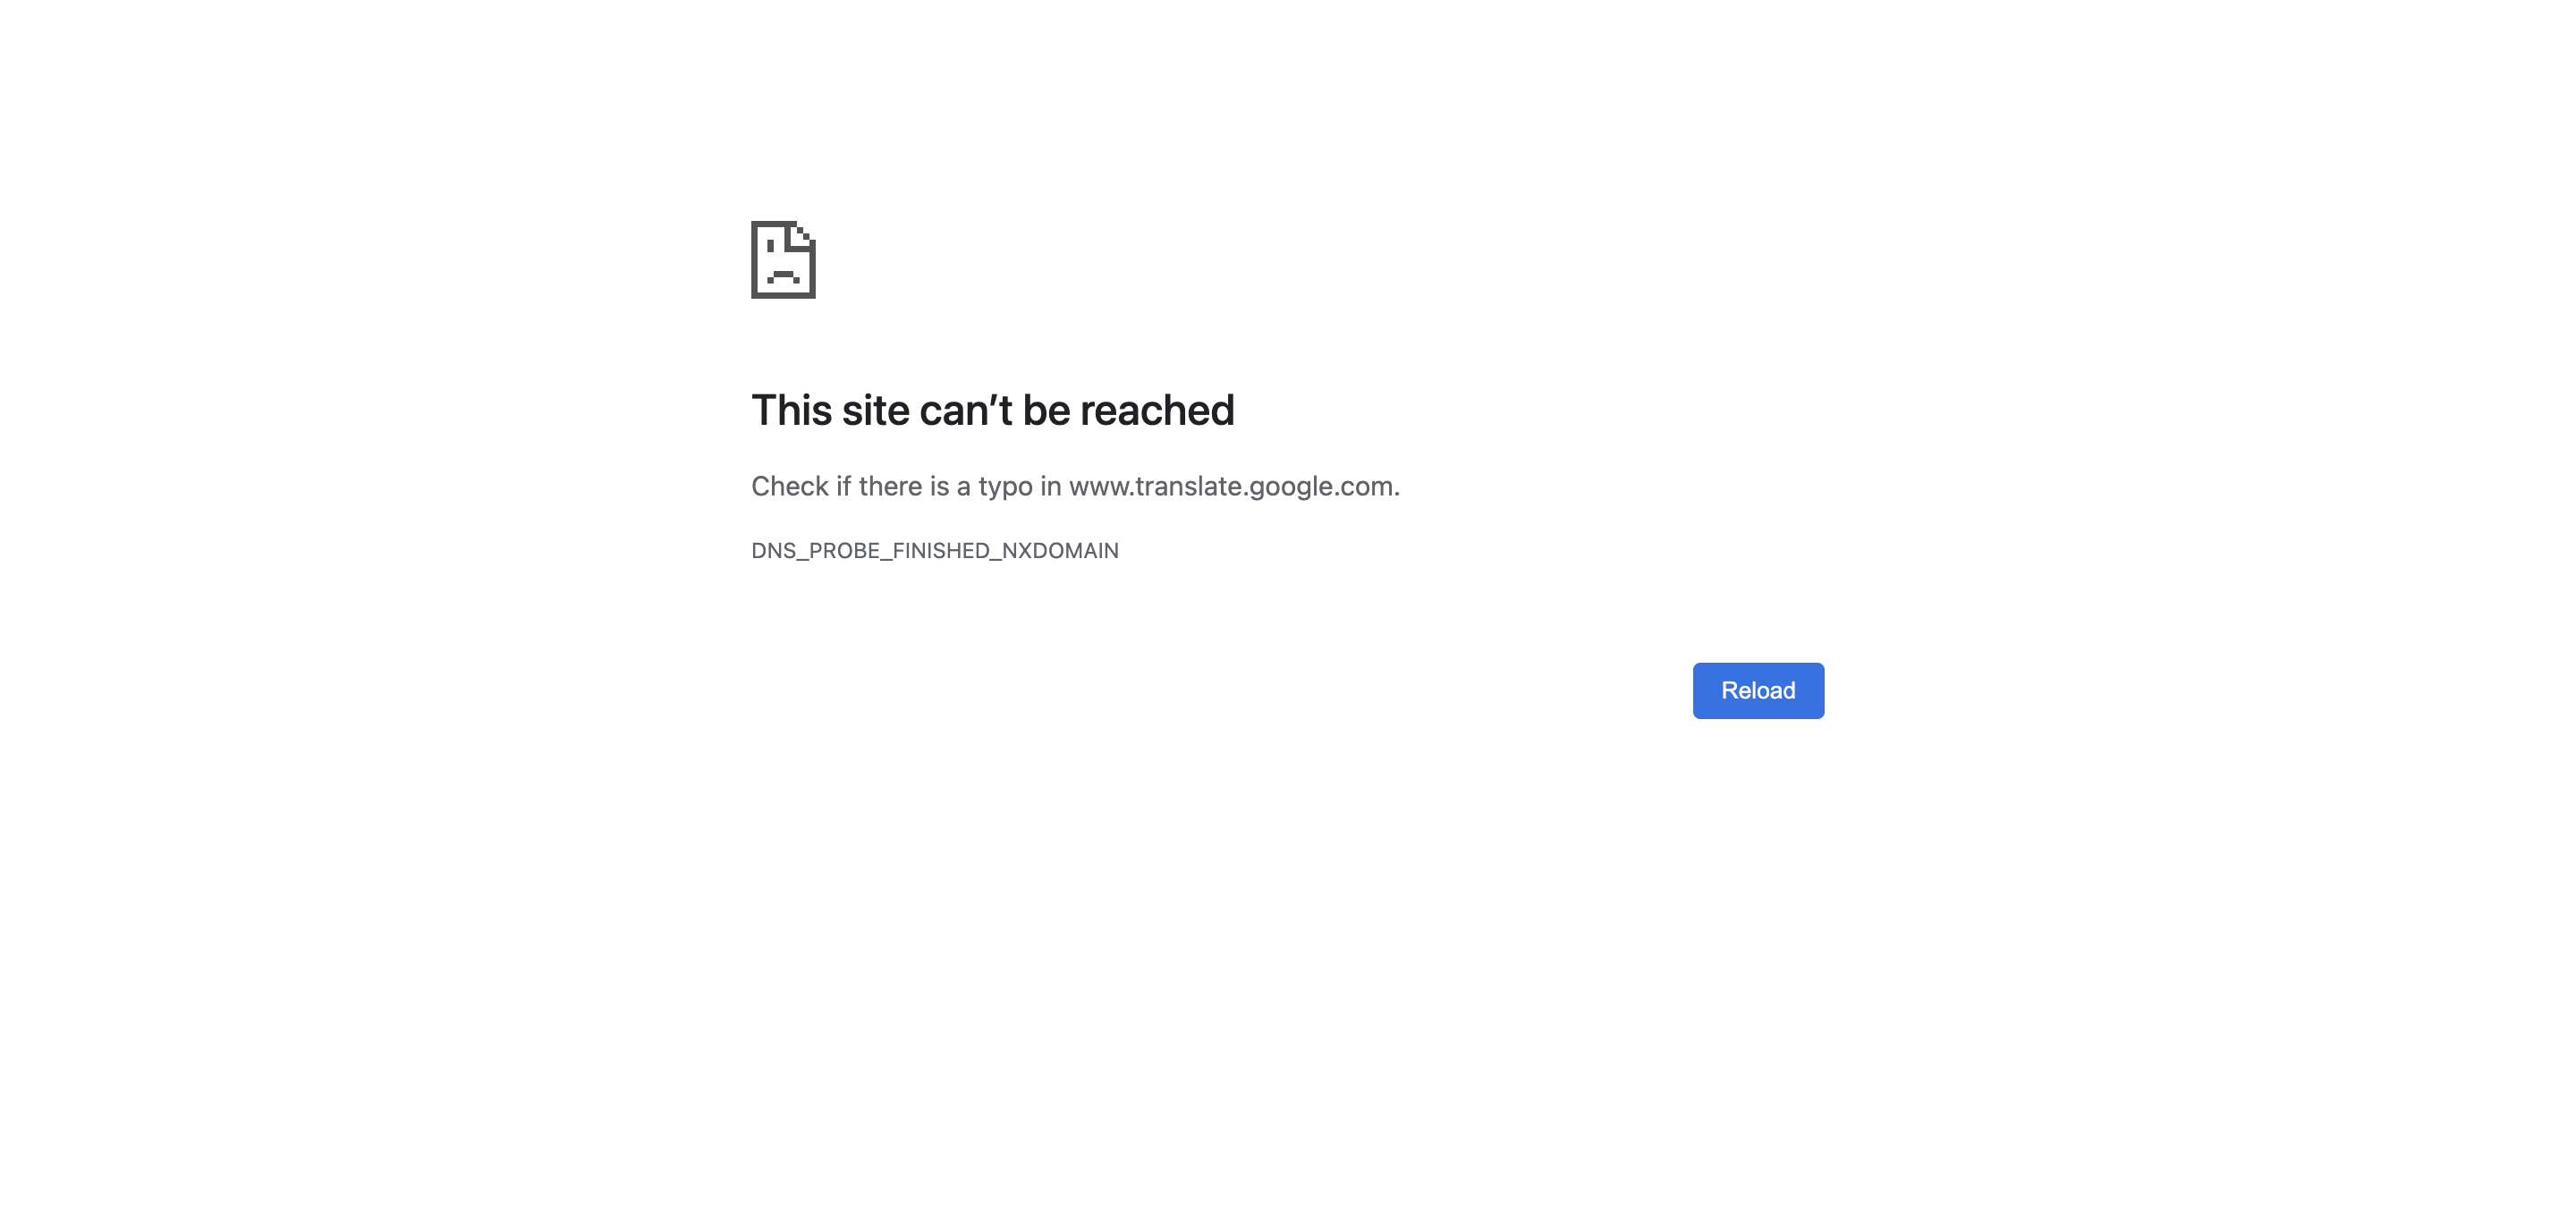 This site can’t be reached
Check if there is a typo in www.translate.google.com.
DNS_PROBE_FINISHED_NXDOMAIN
Reload